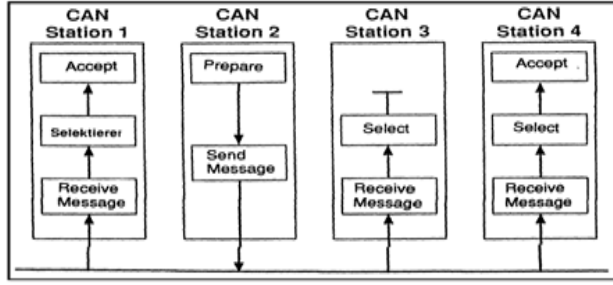 CAN
Station 1
CAN
Station 2
CAN
Station 3
CAN
Station 4
Accept
Selektierer
Receive
Message
Prepare
Send
Message
Select
Receive
Message
Accept
Select
Receive
Message